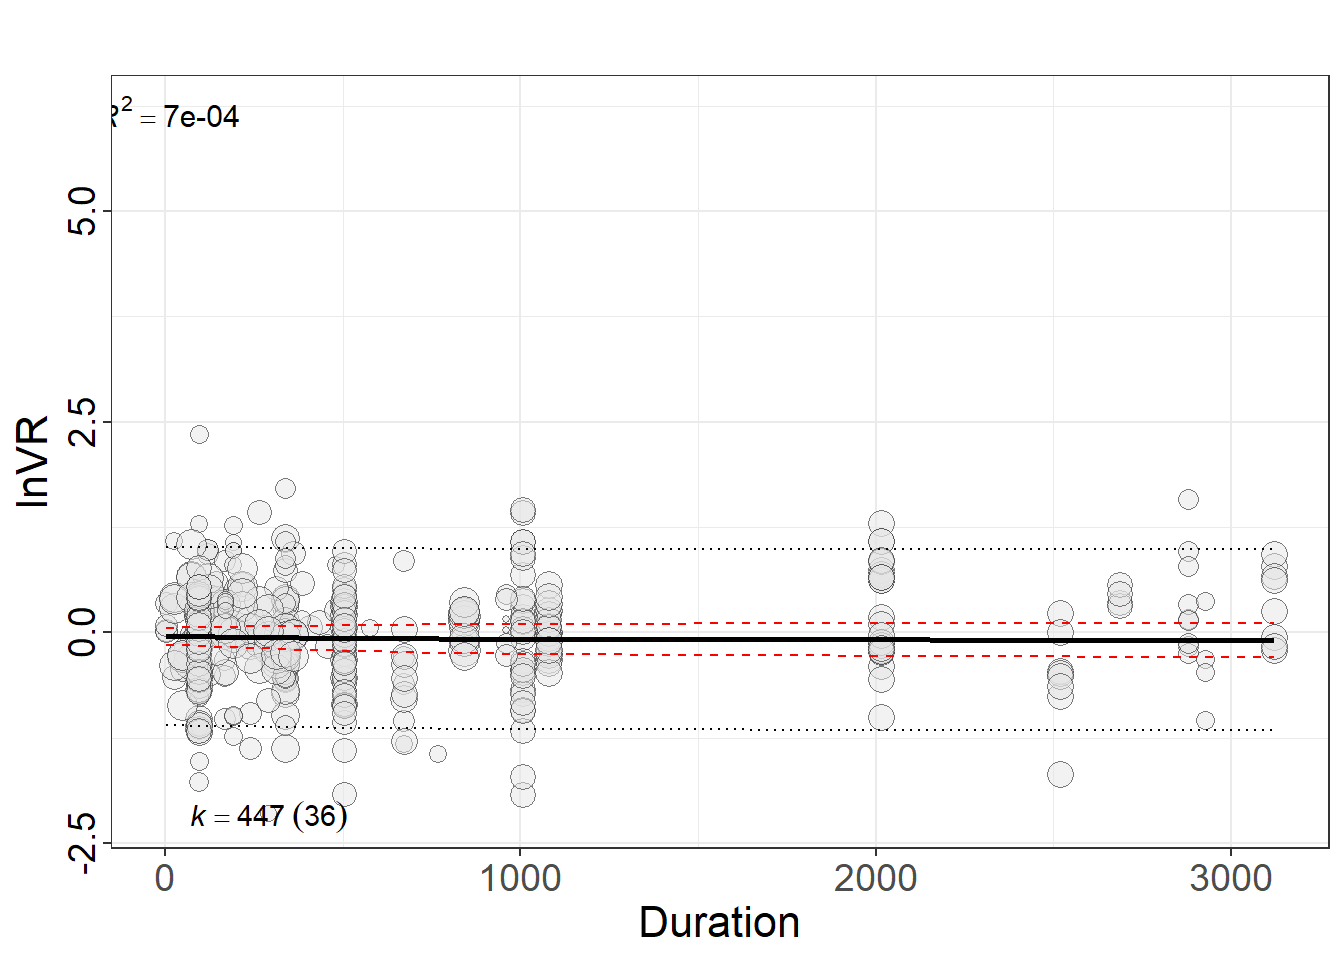 R² = 7e-04
5.0
2.5
0.0
-2.5
lnVR
k = 447 (36)
0 1000 2000 3000
Duration